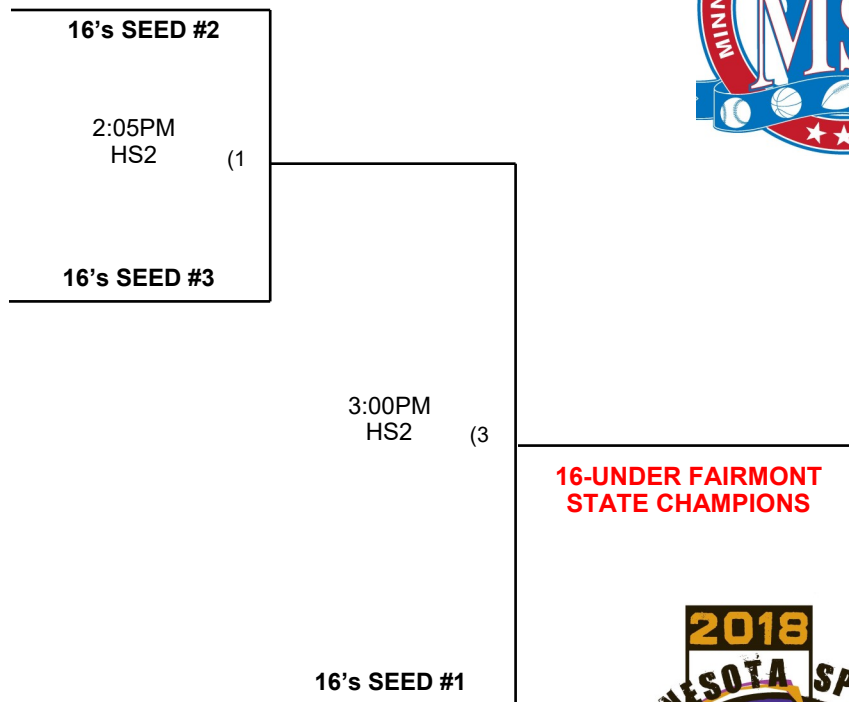 16’s SEED #2
2:05PM
HS2 (1
16’s SEED #3
3:00PM
HS2 (3
16-UNDER FAIRMONT
STATE CHAMPIONS
16’s SEED #1
2018